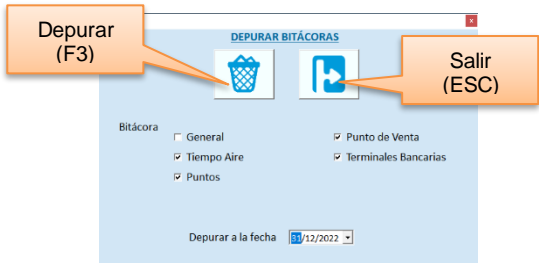 Depurar
(F3)
DEPURAR BITÁCORAS
Salir
(ESC)
Bitácora
General
Punto de Venta
Tiempo Aire
Terminales Bancarias
Puntos
Depurar a la fecha 31/12/2022